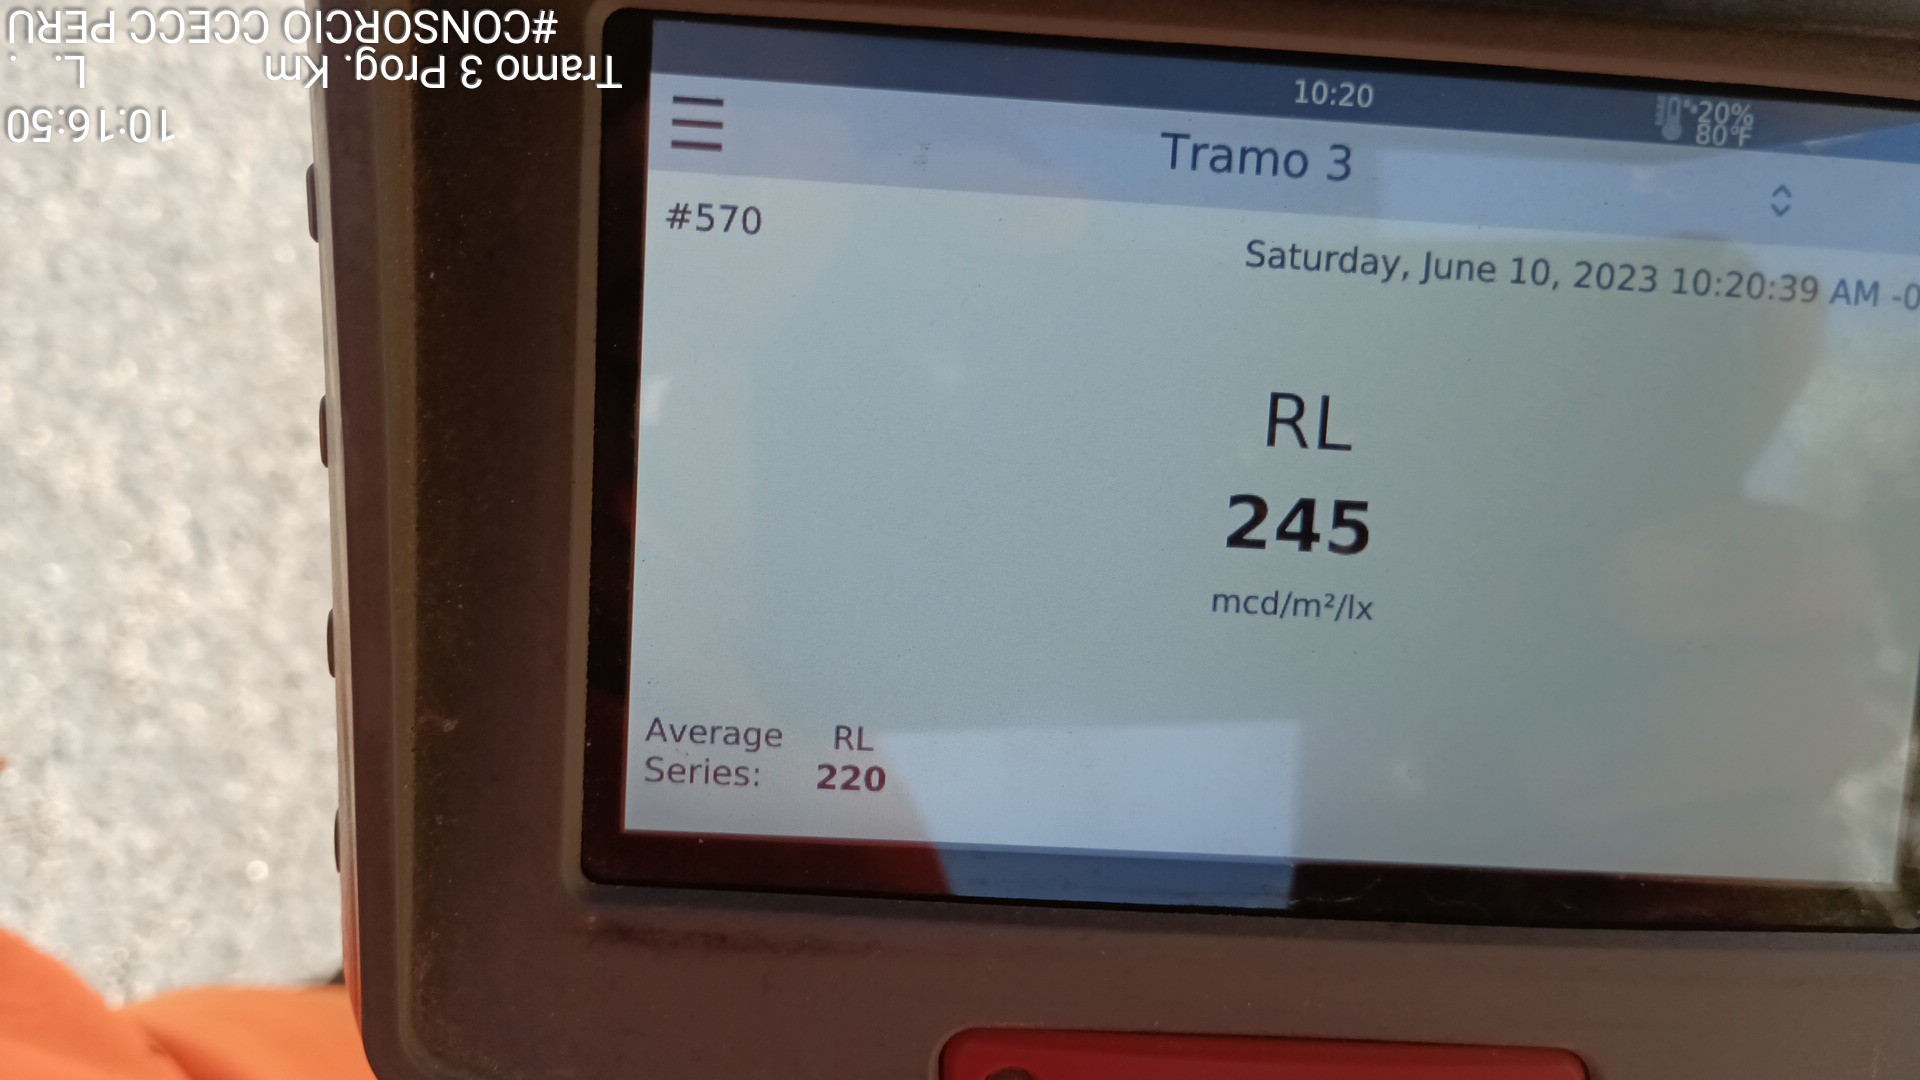 10:20
20%
80°F
Tramo 3
#570
Saturday, June 10, 2023 10:20:39 AM -0
RL
245
mcd/m²/lx
Average RL
Series: 220
10:16:50
Tramo 3 Prog. Km L. .
#CONSORCIO CCECC PERU